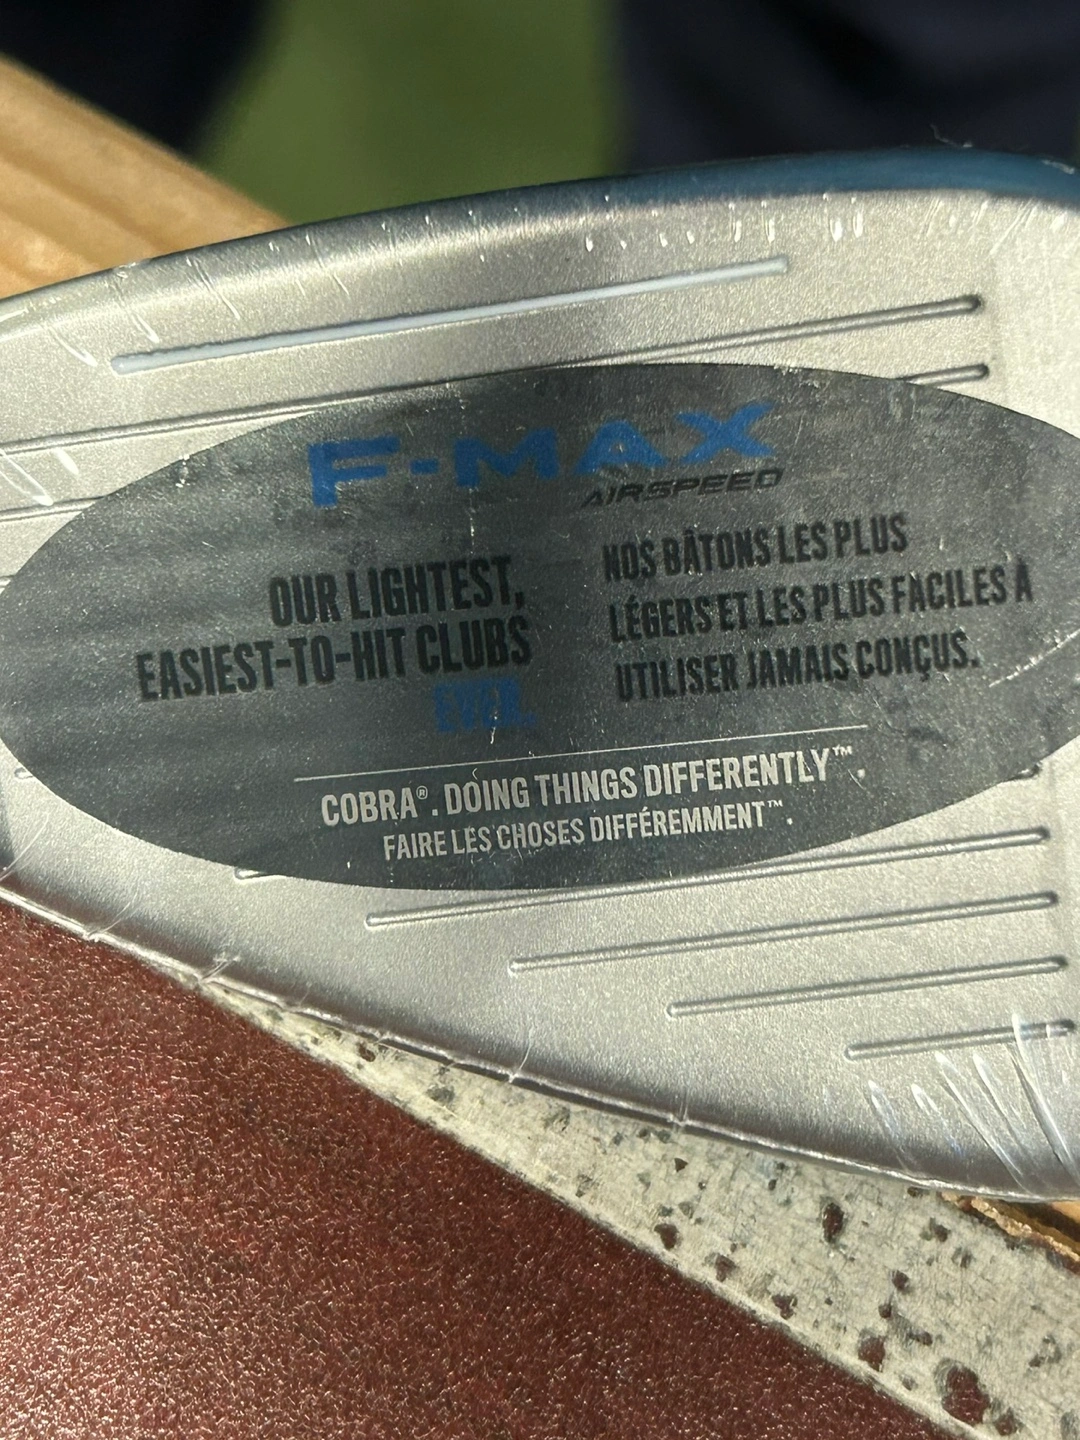 F-MAX
AIRSPEED
OUR LIGHTEST,
EASIEST-TO-HIT CLUBS
EVER.
NOS BÂTONS LES PLUS
LÉGERS ET LES PLUS FACILES À
UTILISER JAMAIS CONÇUS.
COBRA®. DOING THINGS DIFFERENTLY™.
FAIRE LES CHOSES DIFFÉREMMENT™.